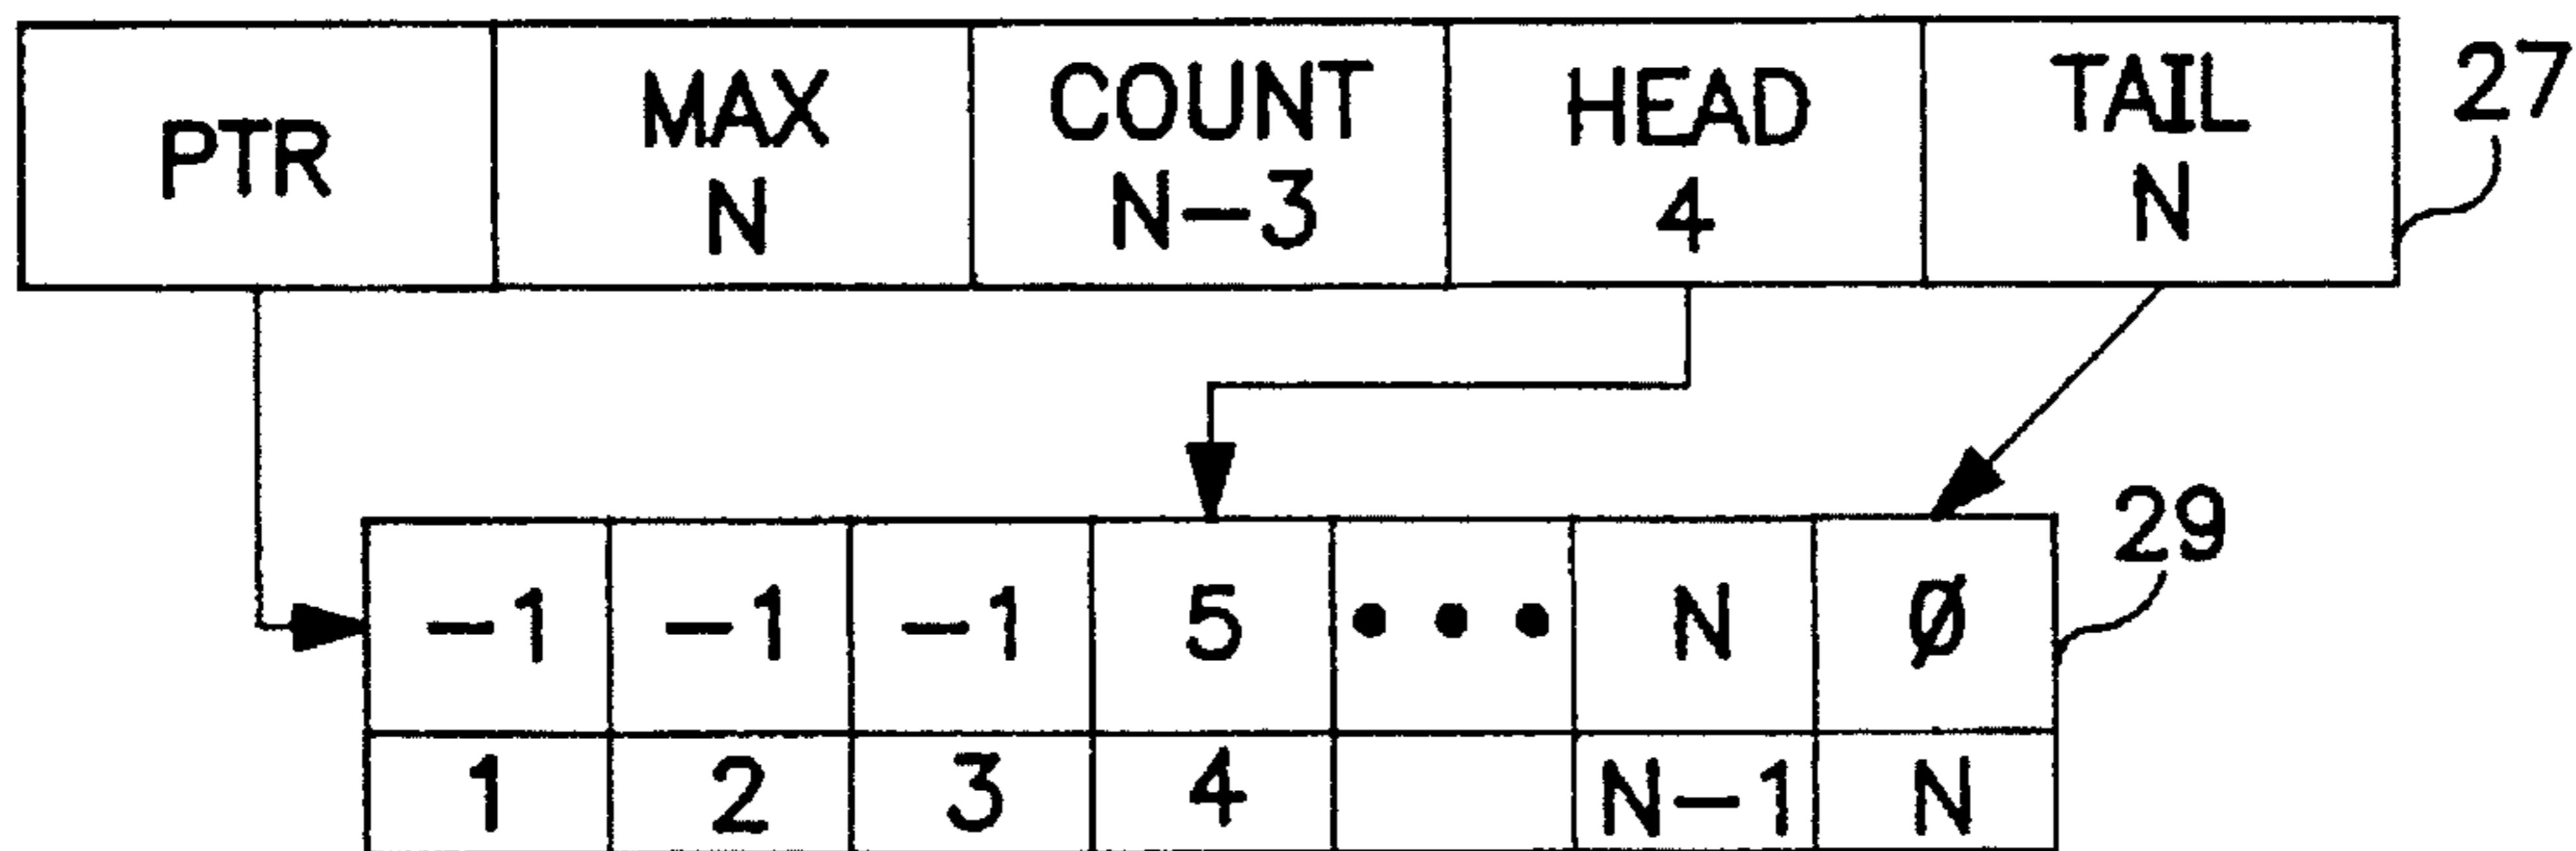 PTR MAX COUNT HEAD TAIL 27
N N-3 4 N
-1 -1 -1 5 ••• N Ø 29
1 2 3 4 N-1 N